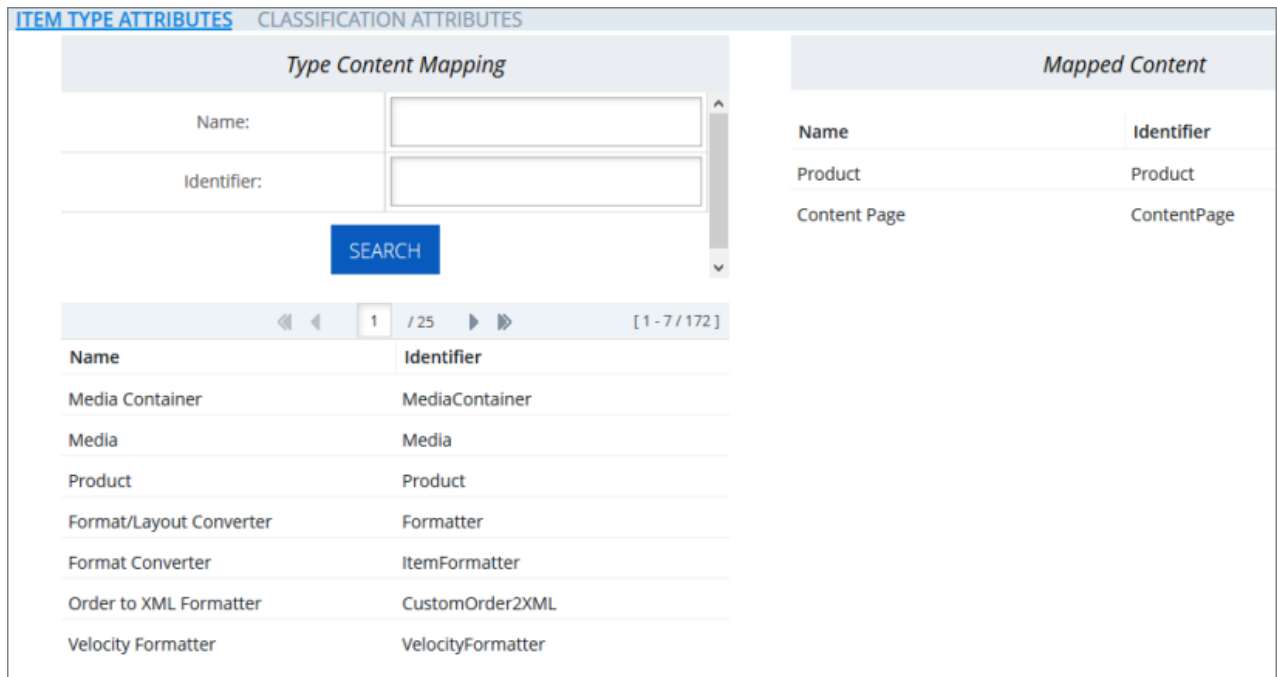 ITEM TYPE ATTRIBUTES CLASSIFICATION ATTRIBUTES
Type Content Mapping
Name:
Identifier:
SEARCH
1 / 25 [ 1 - 7 / 172 ]
Name Identifier
Media Container MediaContainer
Media Media
Product Product
Format/Layout Converter Formatter
Format Converter ItemFormatter
Order to XML Formatter CustomOrder2XML
Velocity Formatter VelocityFormatter
Mapped Content
Name Identifier
Product Product
Content Page ContentPage